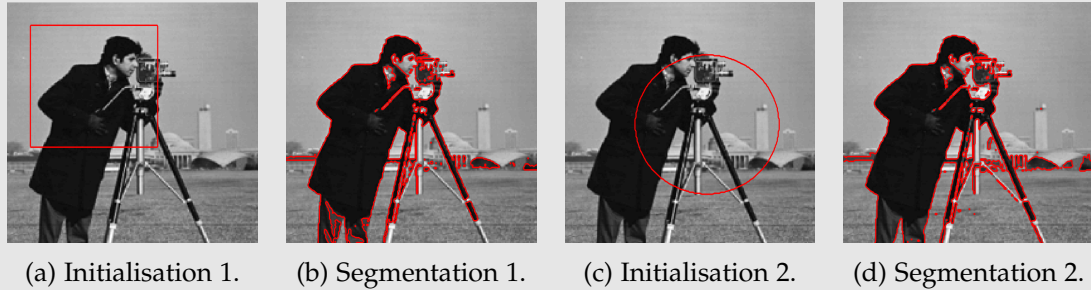 (a) Initialisation 1. (b) Segmentation 1. (c) Initialisation 2. (d) Segmentation 2.